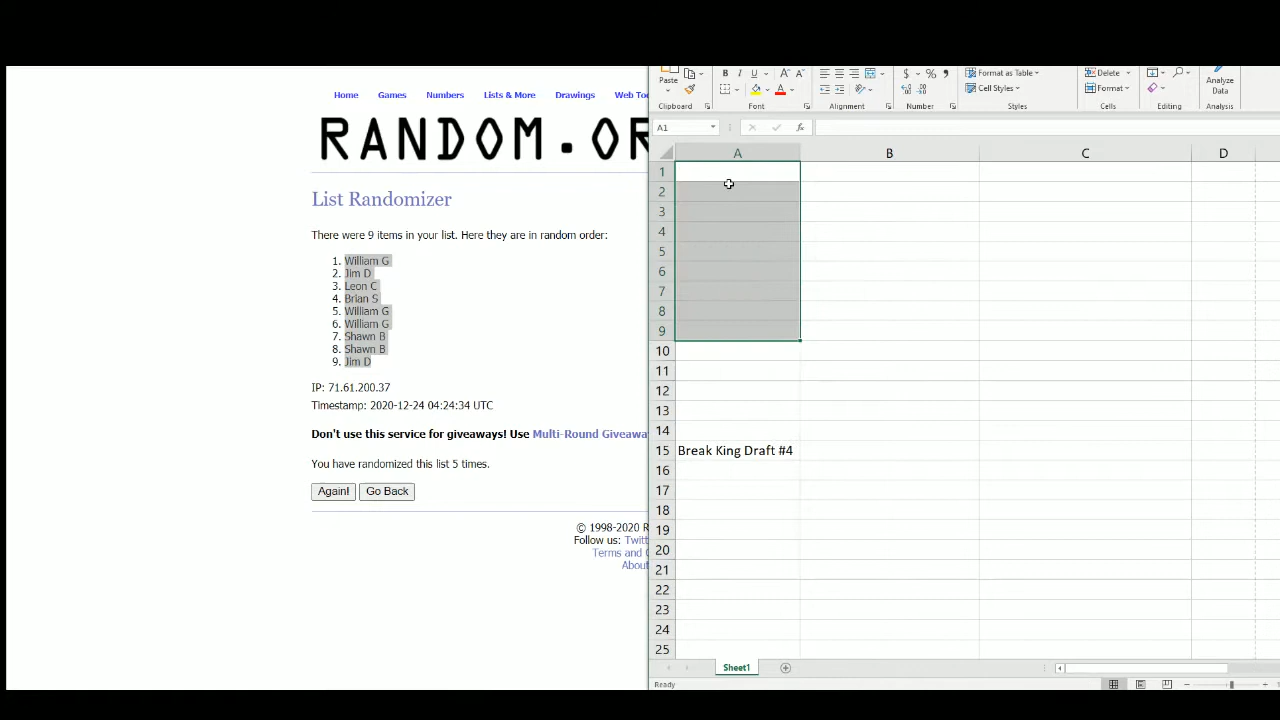 Home Games Numbers Lists & More Drawings Web
RANDOM.OR
List Randomizer
There were 9 items in your list. Here they are in random order:
1. William G
2. Jim D
3. Leon C
4. Brian S
5. William G
6. William G
7. Shawn B
8. Shawn B
9. Jim D
IP: 71.61.200.37
Timestamp: 2020-12-24 04:24:34 UTC
Don't use this service for giveaways! Use Multi-Round Giveawa
You have randomized this list 5 times.
Again! Go Back
© 1998-2020 R
Follow us: Twitt
Terms and C
About
Paste
B I U A A $ % Format as Table Delete Analyze
Cell Styles Format Data
Clipboard Font Alignment Number Styles Cells Editing Analysis
A1 fx
A B C D
1
2
3
4
5
6
7
8
9
10
11
12
13
14
15 Break King Draft #4
16
17
18
19
20
21
22
23
24
25
Sheet1
Ready